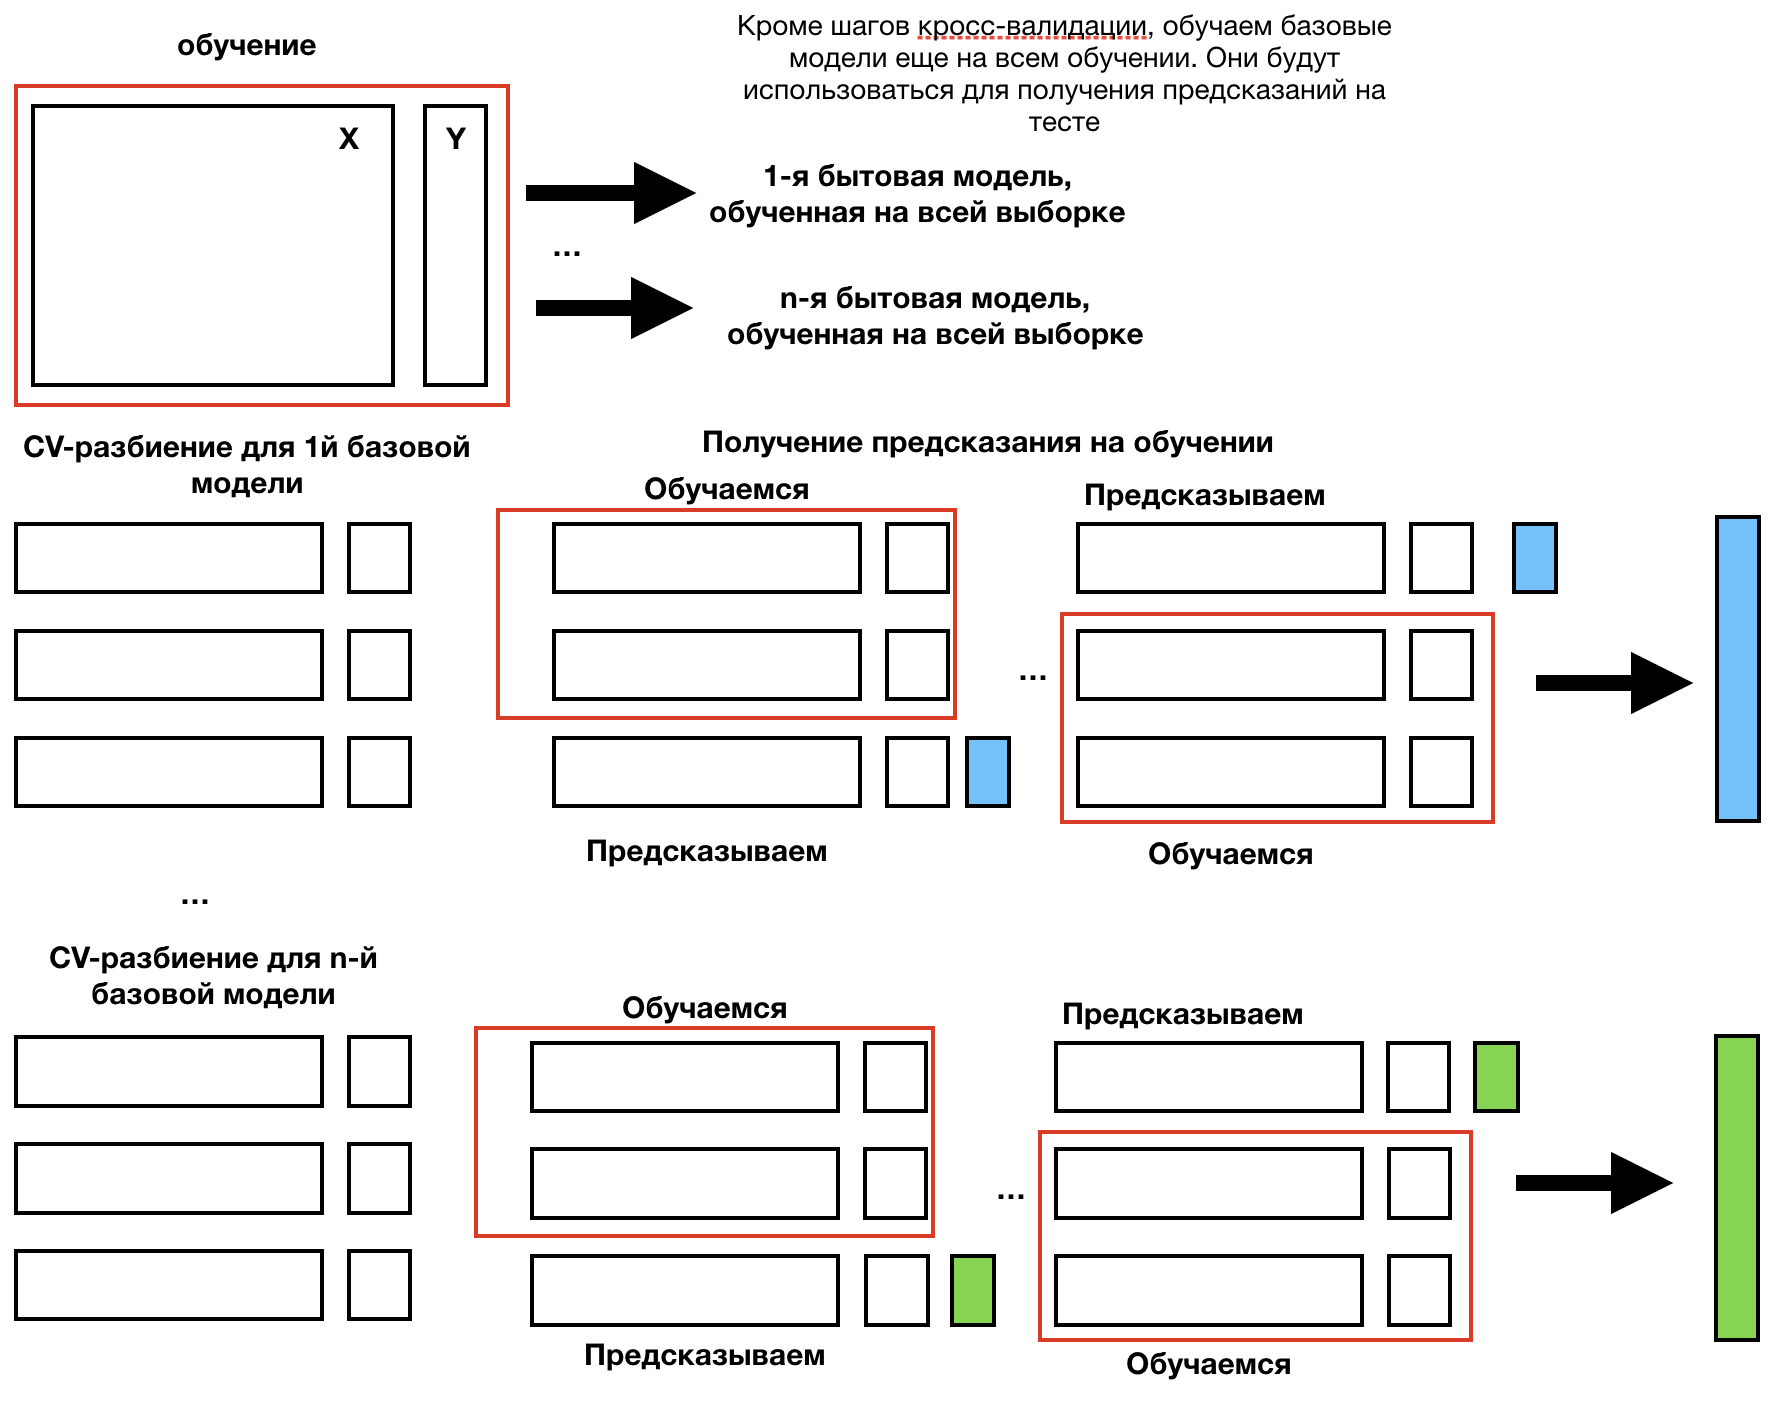 обучение
Кроме шагов кросс-валидации, обучаем базовые
модели еще на всем обучении. Они будут
использоваться для получения предсказаний на
тесте
X
Y
1-я бытовая модель,
обученная на всей выборке
...
n-я бытовая модель,
обученная на всей выборке
CV-разбиение для 1й базовой
модели
Получение предсказания на обучении
Обучаемся
Предсказываем
...
Предсказываем
Обучаемся
...
CV-разбиение для n-й
базовой модели
Обучаемся
Предсказываем
...
Предсказываем
Обучаемся